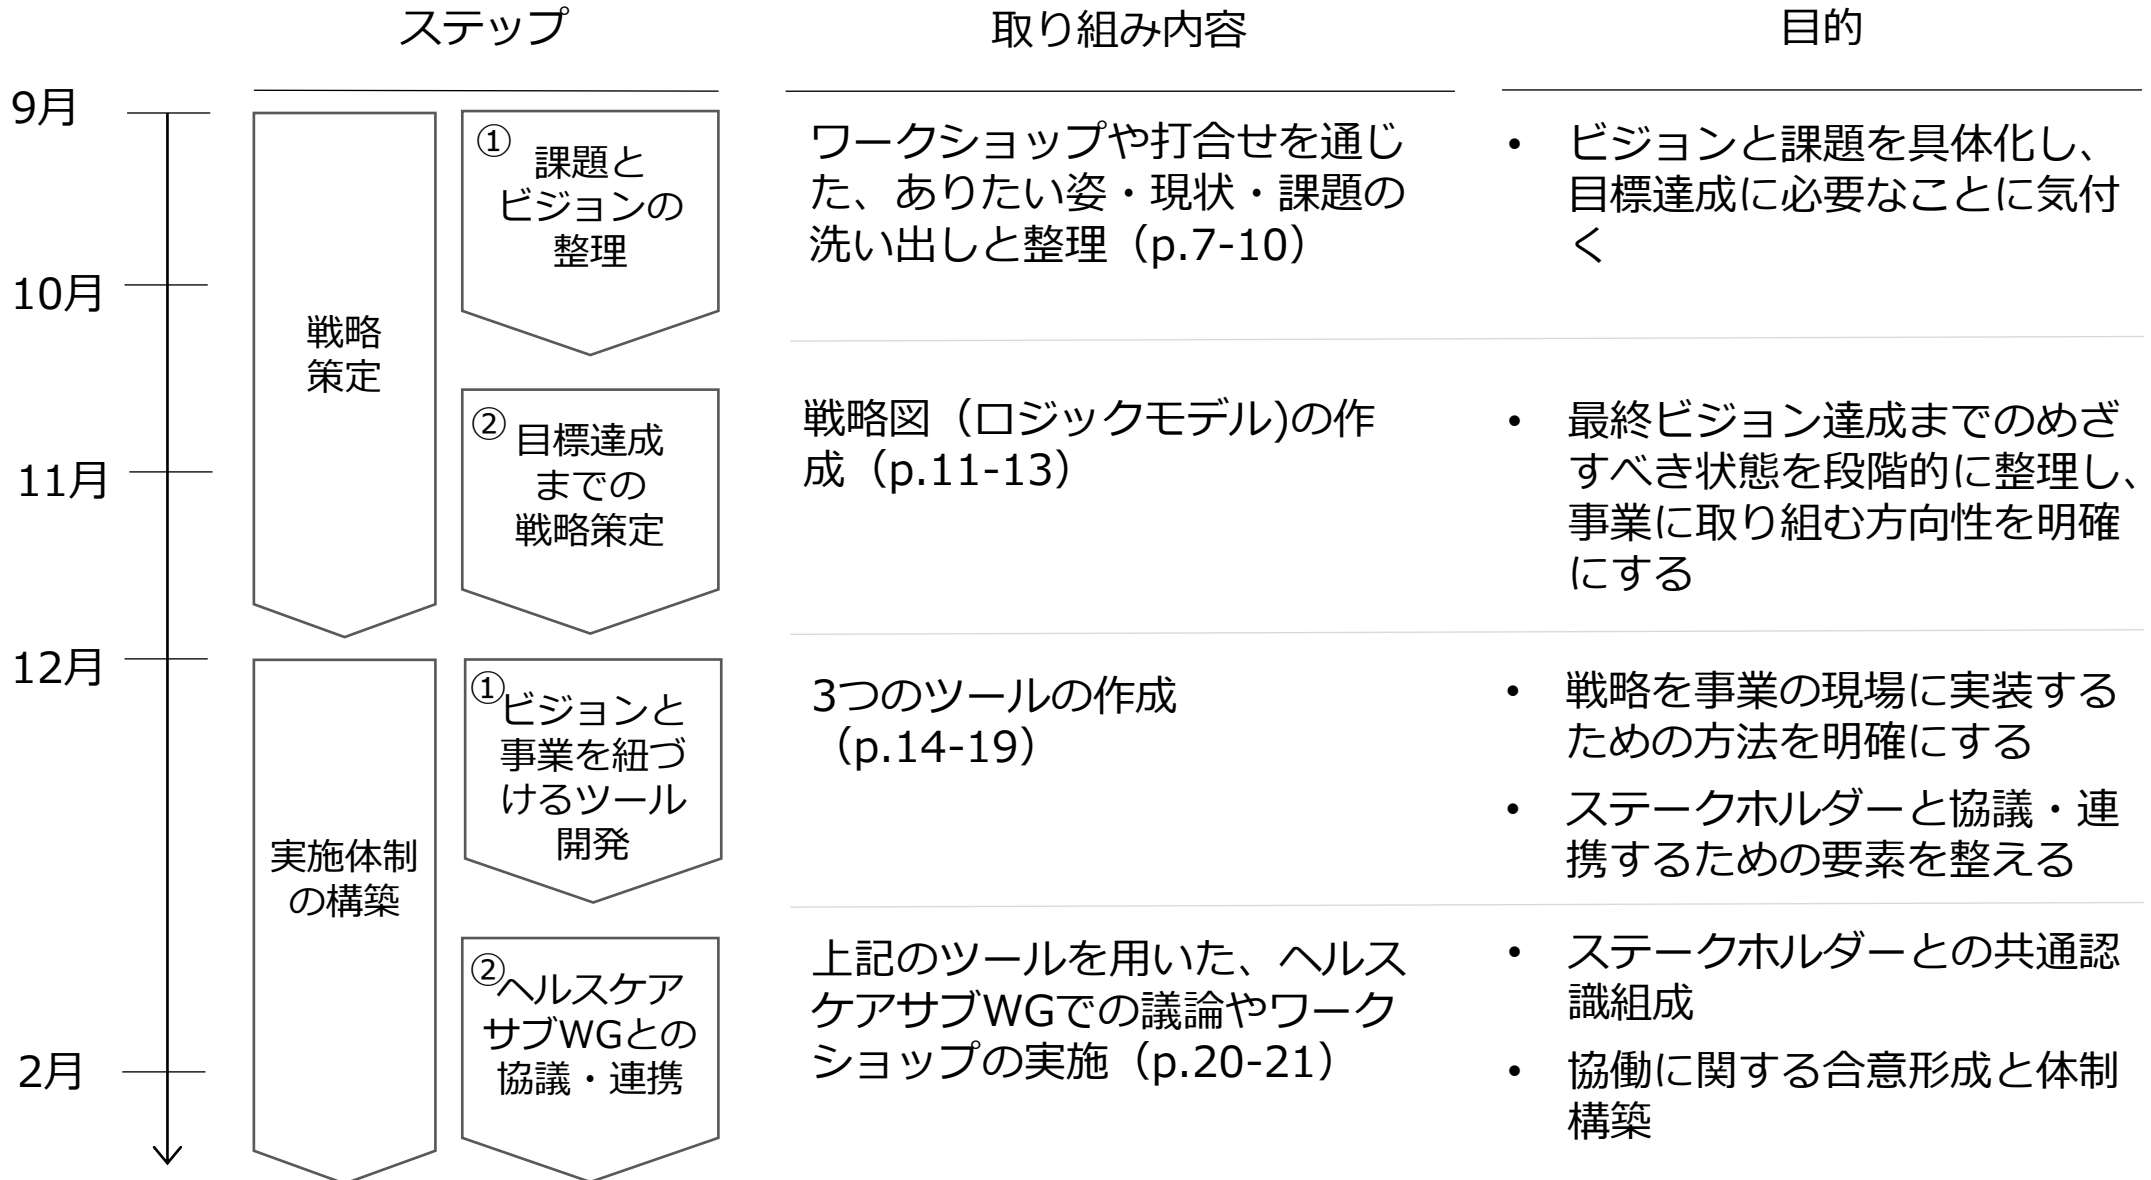 ステップ
取り組み内容
目的
9月
10月
11月
12月
2月
戦略
策定
①
課題と
ビジョンの
整理
ワークショップや打合せを通じ
た、ありたい姿・現状・課題の
洗い出しと整理（p.7-10）
• ビジョンと課題を具体化し、
目標達成に必要なことに気付
く
②
目標達成
までの
戦略策定
戦略図（ロジックモデル)の作
成（p.11-13）
• 最終ビジョン達成までのめざ
すべき状態を段階的に整理し、
事業に取り組む方向性を明確
にする
実施体制
の構築
①
ビジョンと
事業を紐づ
けるツール
開発
3つのツールの作成
（p.14-19）
• 戦略を事業の現場に実装する
ための方法を明確にする
• ステークホルダーと協議・連
携するための要素を整える
②
ヘルスケア
サブWGとの
協議・連携
上記のツールを用いた、ヘルス
ケアサブWGでの議論やワーク
ショップの実施（p.20-21）
• ステークホルダーとの共通認
識組成
• 協働に関する合意形成と体制
構築